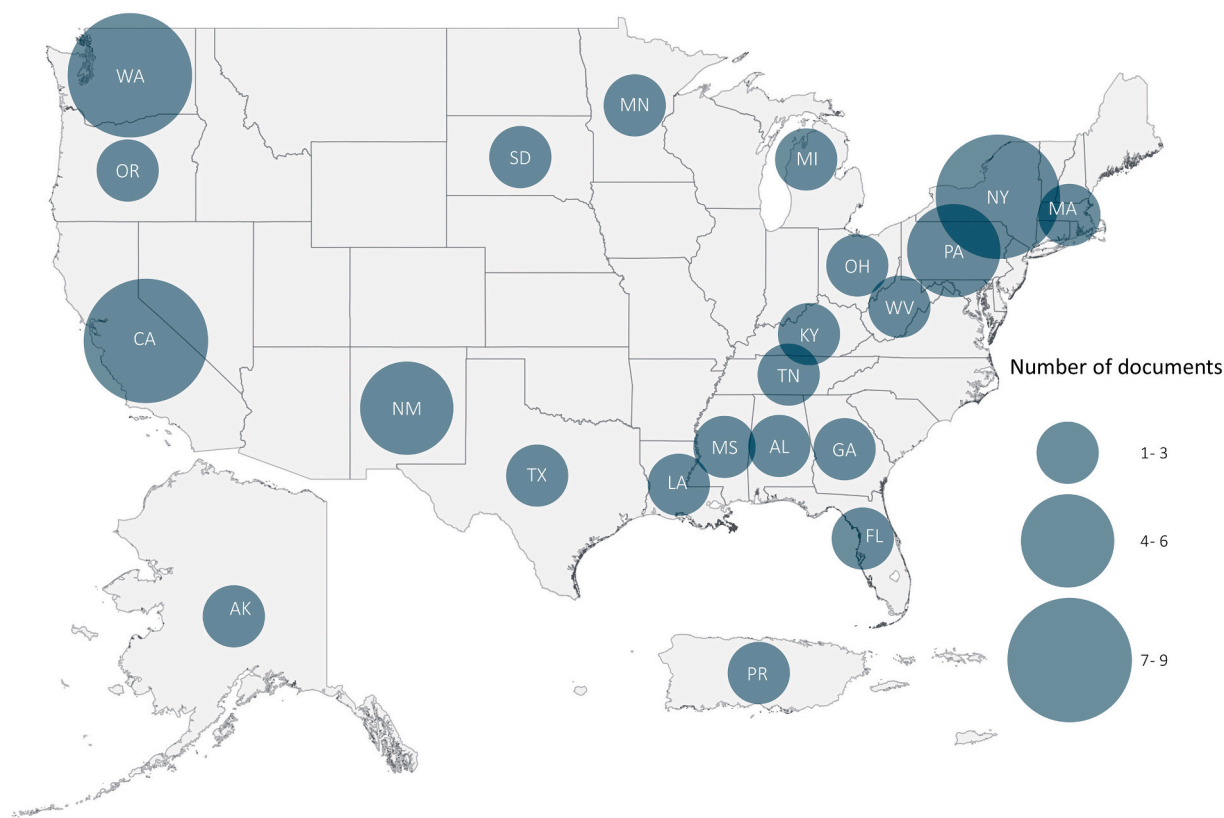 WA
MN
OR
SD
MI
NY
MA
PA
OH
WV
CA
KY
TN
NM
TX
MS
AL
GA
LA
FL
AK
PR
Number of documents
1- 3
4- 6
7- 9